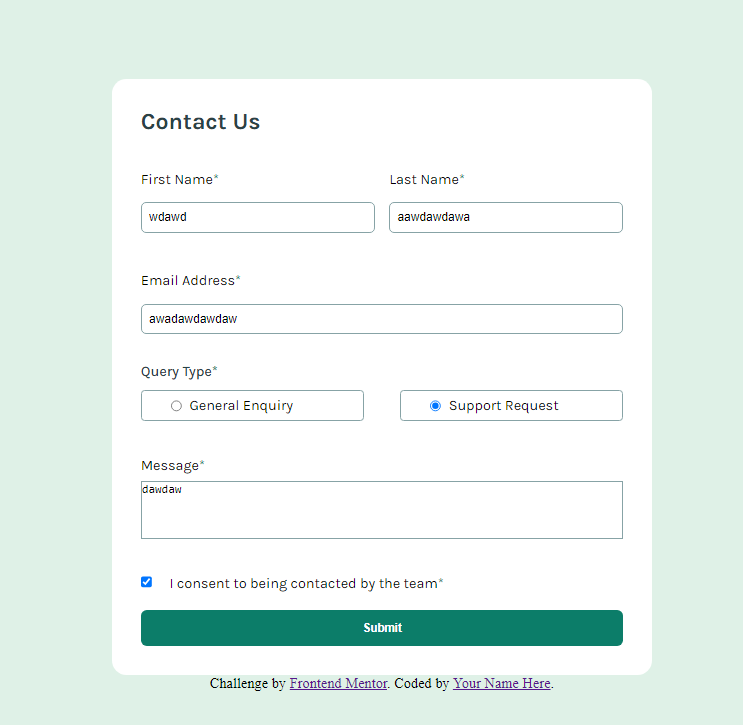 Contact Us
First Name* Last Name*
wdawd aawdawdawa
Email Address*
awadawdawdaw
Query Type*
General Enquiry Support Request
Message*
dawdaw
I consent to being contacted by the team*
Submit
Challenge by Frontend Mentor. Coded by Your Name Here.